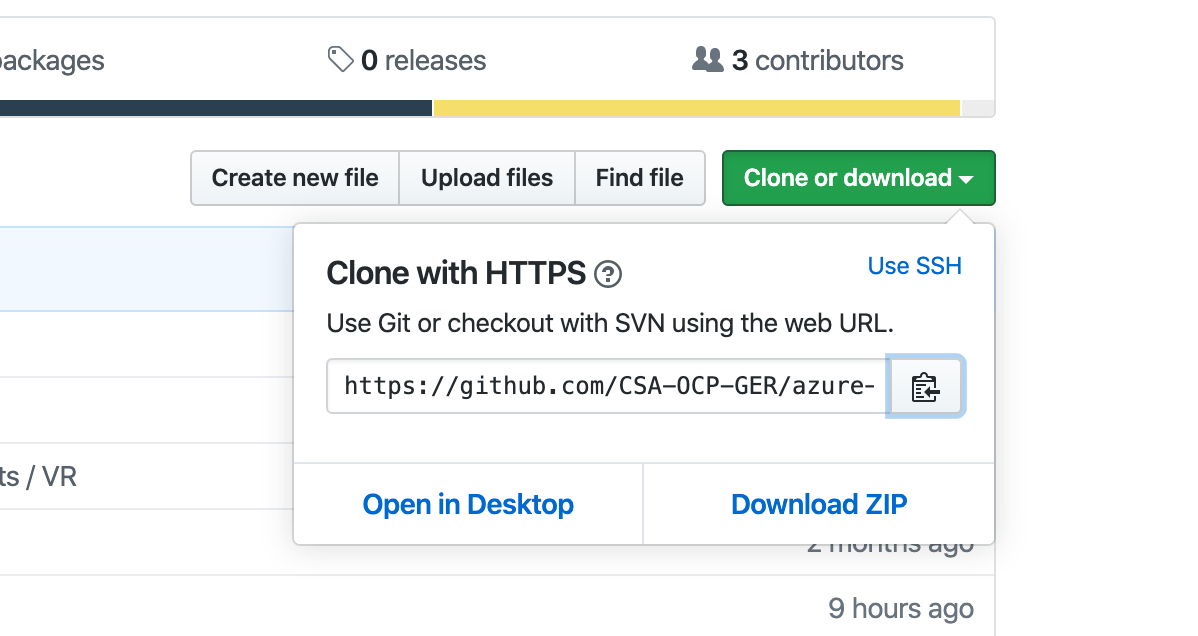 ackages
0 releases
3 contributors
Create new file
Upload files
Find file
Clone or download
Clone with HTTPS
Use SSH
Use Git or checkout with SVN using the web URL.
https://github.com/CSA-OCP-GER/azure-
ts / VR
Open in Desktop
Download ZIP
2 months ago
9 hours ago